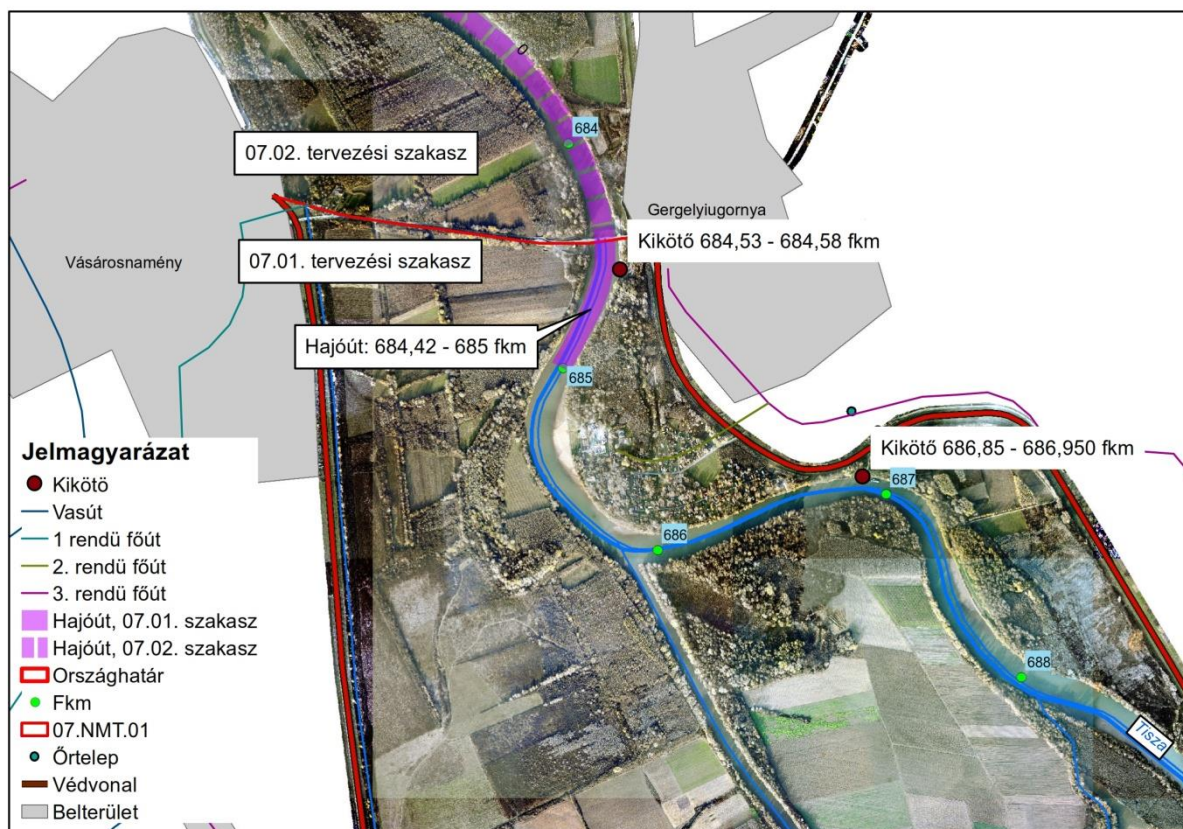 0
684
07.02. tervezési szakasz
Gergelyiugornya
Kikötő 684,53 - 684,58 fkm
Vásárosnamény
07.01. tervezési szakasz
Hajóút: 684,42 - 685 fkm
685
Kikötő 686,85 - 686,950 fkm
687
686
688
Tisza
Jelmagyarázat
Kikötö
Vasút
1 rendü főút
2. rendü főút
3. rendü főút
Hajóút, 07.01. szakasz
Hajóút, 07.02. szakasz
Országhatár
Fkm
07.NMT.01
Őrtelep
Védvonal
Belterület